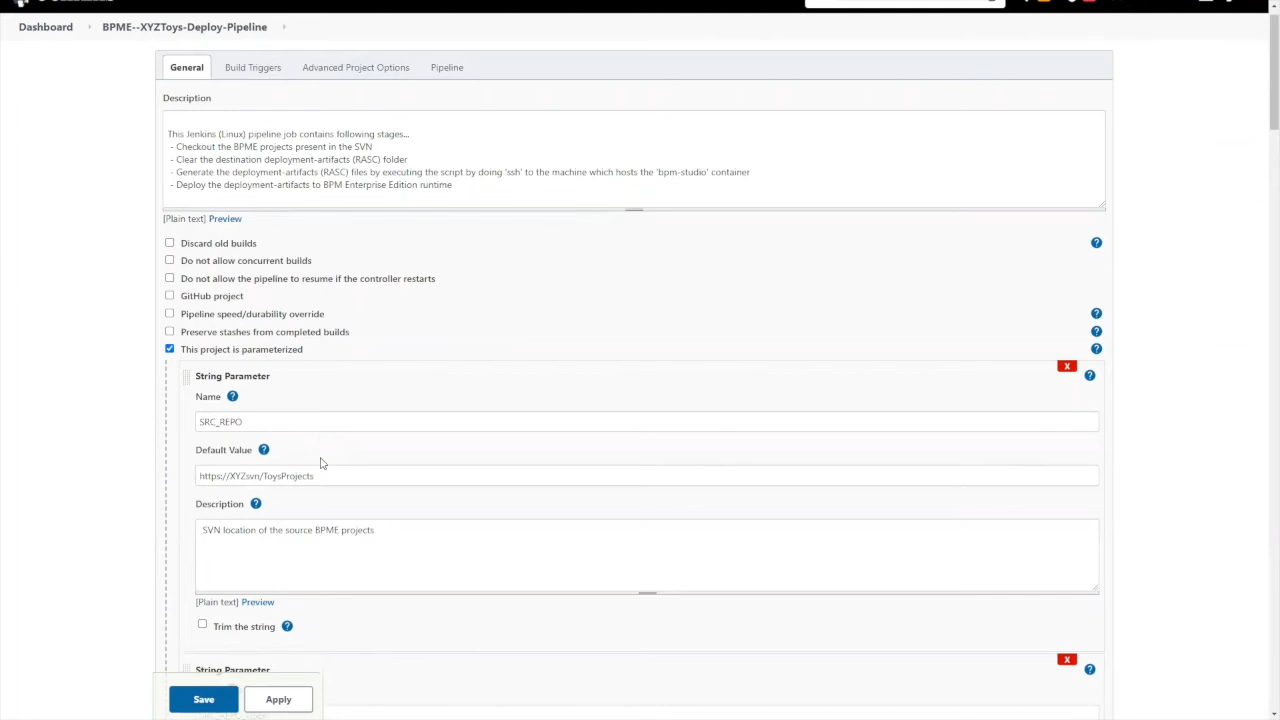 Dashboard
BPME--XYZToys-Deploy-Pipeline
General
Build Triggers
Advanced Project Options
Pipeline
Description
This Jenkins (Linux) pipeline job contains following stages...
- Checkout the BPME projects present in the SVN
- Clear the destination deployment-artifacts (RASC) folder
- Generate the deployment-artifacts (RASC) files by executing the script by doing 'ssh' to the machine which hosts the 'bpm-studio' container
- Deploy the deployment-artifacts to BPM Enterprise Edition runtime
[Plain text] Preview
Discard old builds
?
Do not allow concurrent builds
Do not allow the pipeline to resume if the controller restarts
GitHub project
Pipeline speed/durability override
?
Preserve stashes from completed builds
?
This project is parameterized
?
String Parameter
X
?
Name ?
SRC_REPO
Default Value ?
https://XYZsvn/ToysProjects
Description ?
SVN location of the source BPME projects
[Plain text] Preview
Trim the string ?
String Parameter
X
?
Save
Apply